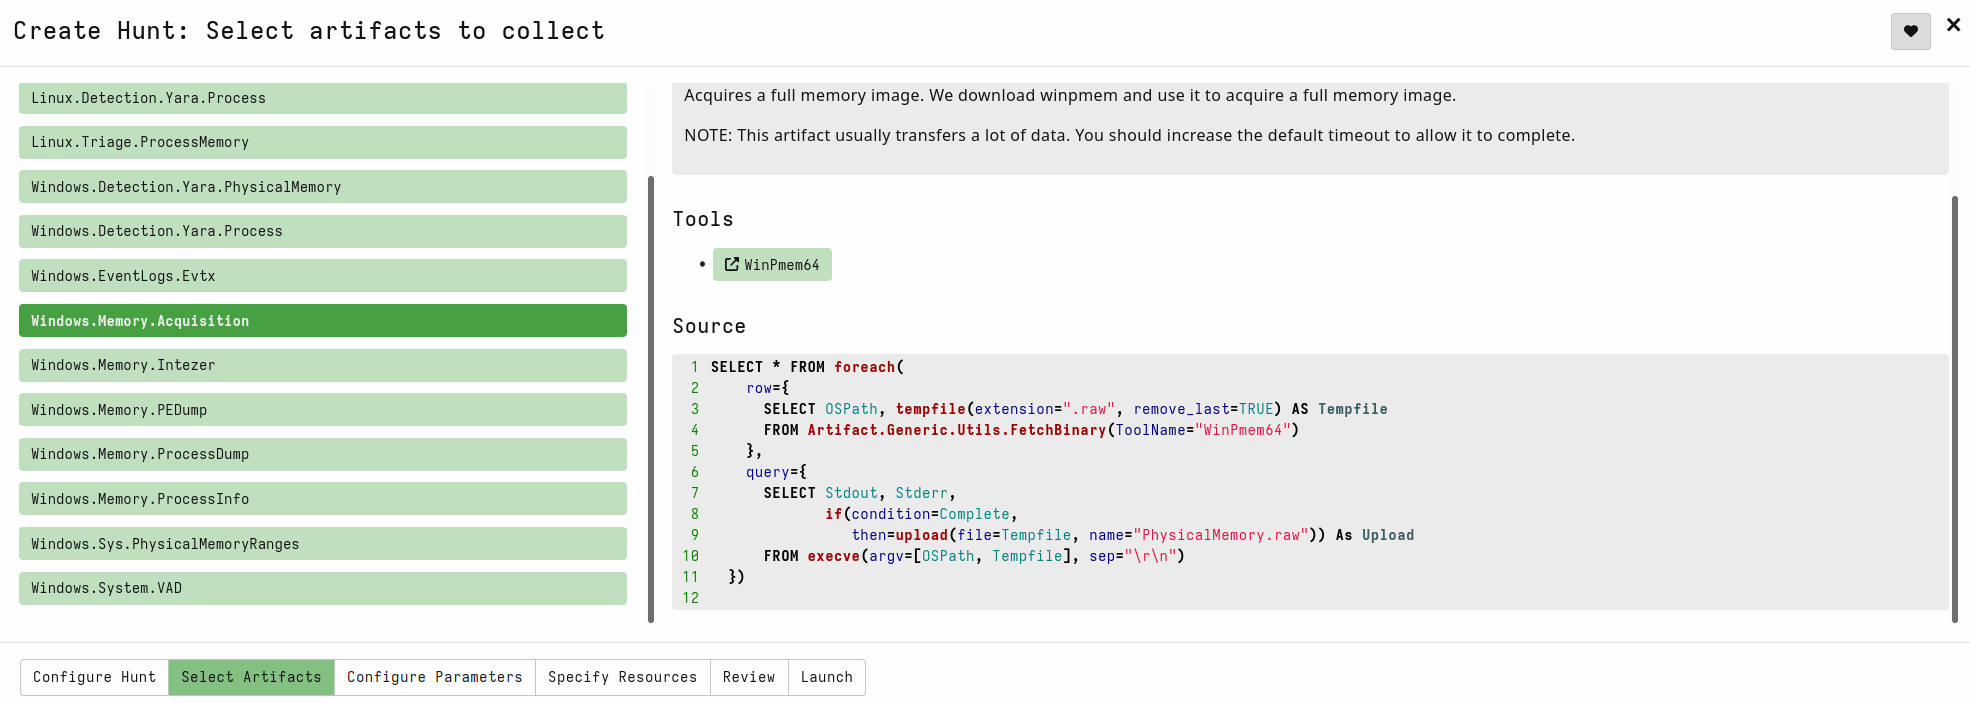 Create Hunt: Select artifacts to collect
Linux.Detection.Yara.Process
Linux.Triage.ProcessMemory
Windows.Detection.Yara.PhysicalMemory
Windows.Detection.Yara.Process
Windows.EventLogs.Evtx
Windows.Memory.Acquisition
Windows.Memory.Intezer
Windows.Memory.PEDump
Windows.Memory.ProcessDump
Windows.Memory.ProcessInfo
Windows.Sys.PhysicalMemoryRanges
Windows.System.VAD
Acquires a full memory image. We download winpmem and use it to acquire a full memory image.
NOTE: This artifact usually transfers a lot of data. You should increase the default timeout to allow it to complete.
Tools
• WinPmem64
Source
1 SELECT * FROM foreach(
2     row={
3       SELECT OSPath, tempfile(extension=".raw", remove_last=TRUE) AS Tempfile
4       FROM Artifact.Generic.Utils.FetchBinary(ToolName="WinPmem64")
5     },
6     query={
7       SELECT Stdout, Stderr,
8              if(condition=Complete,
9                 then=upload(file=Tempfile, name="PhysicalMemory.raw")) As Upload
10       FROM execve(argv=[OSPath, Tempfile], sep="\r\n")
11   })
12
Configure Hunt
Select Artifacts
Configure Parameters
Specify Resources
Review
Launch